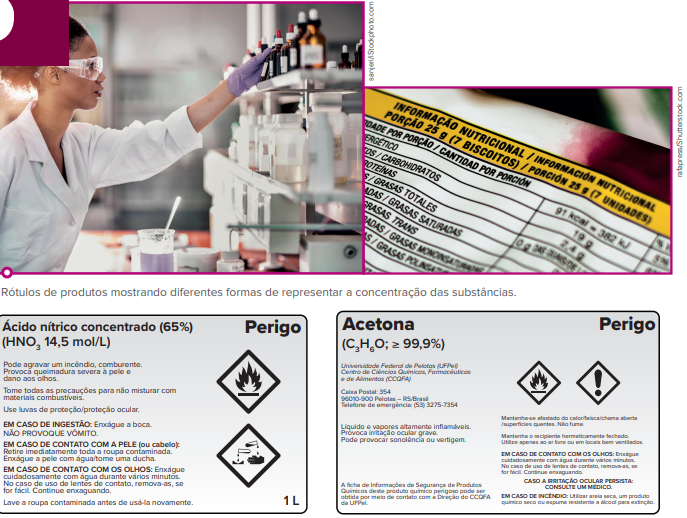 sanjeri/iStockphoto.com
rafapress/Shutterstock.com
INFORMAÇÃO NUTRICIONAL / INFORMACIÓN NUTRICIONAL
PORÇÃO 25 g (7 BISCOITOS) / PORCIÓN 25 g (7 UNIDADES)
DADE POR PORÇÃO / CANTIDAD POR PORCIÓN
ERGÉTICO
91 kcal = 382 kJ
OS / CARBOHIDRATOS
19 g
ROTEÍNAS
2,4 g
/ GRASAS TOTALES
0 g
/ GRASAS SATURADAS
GRASAS TRANS
/ GRASAS MONOINSATURADAS
Rótulos de produtos mostrando diferentes formas de representar a concentração das substâncias.
Ácido nítrico concentrado (65%)
(HNO3 14,5 mol/L)
Perigo
Pode agravar um incêndio, comburente.
Provoca queimadura severa à pele e
dano aos olhos.
Tome todas as precauções para não misturar com
materiais combustíveis.
Use luvas de proteção/proteção ocular.
EM CASO DE INGESTÃO: Enxágue a boca.
NÃO PROVOQUE VÔMITO.
EM CASO DE CONTATO COM A PELE (ou cabelo):
Retire imediatamente toda a roupa contaminada.
Enxágue a pele com água/tome uma ducha.
EM CASO DE CONTATO COM OS OLHOS: Enxágue
cuidadosamente com água durante vários minutos.
No caso de uso de lentes de contato, remova-as, se
for fácil. Continue enxaguando.
Lave a roupa contaminada antes de usá-la novamente.
1 L
Acetona
(C3H6O; ≥ 99,9%)
Perigo
Universidade Federal de Pelotas (UFPel)
Centro de Ciências Químicas, Farmacêuticas
e de Alimentos (CCQFA)
Caixa Postal: 354
96010-900 Pelotas – RS/Brasil
Telefone de emergência: (53) 3275-7354
Líquido e vapores altamente inflamáveis.
Provoca irritação ocular grave.
Pode provocar sonolência ou vertigem.
A ficha de Informações de Segurança de Produtos
Químicos deste produto químico perigoso pode ser
obtida por meio de contato com a Direção do CCQFA
da UFPel.
Mantenha-se afastado do calor/faísca/chama aberta
/superfícies quentes. Não fume.
Mantenha o recipiente hermeticamente fechado.
Utilize apenas ao ar livre ou em locais bem ventilados.
EM CASO DE CONTATO COM OS OLHOS: Enxágue
cuidadosamente com água durante vários minutos.
No caso de uso de lentes de contato, remova-as, se
for fácil. Continue enxaguando.
CASO A IRRITAÇÃO OCULAR PERSISTA:
CONSULTE UM MÉDICO.
EM CASO DE INCÊNDIO: Utilizar areia seca, um produto
químico seco ou espuma resistente a álcool para extinção.